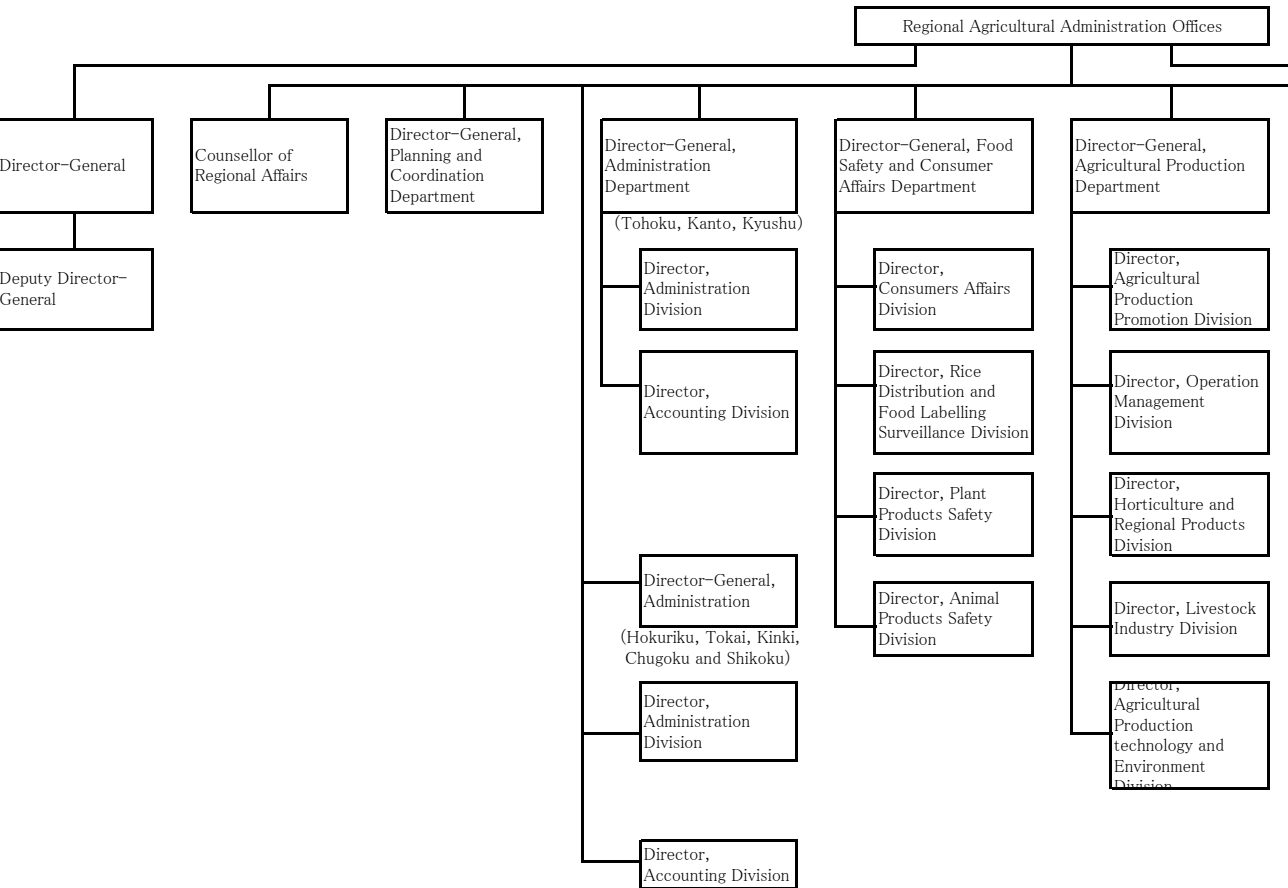 Regional Agricultural Administration Offices
Director-General
Counsellor of
Regional Affairs
Director-General,
Planning and
Coordination
Department
Director-General,
Administration
Department
(Tohoku, Kanto, Kyushu)
Director-General, Food
Safety and Consumer
Affairs Department
Director-General,
Agricultural Production
Department
Deputy Director-
General
Director,
Administration
Division
Director,
Accounting Division
Director-General,
Administration
(Hokuriku, Tokai, Kinki,
Chugoku and Shikoku)
Director,
Administration
Division
Director,
Accounting Division
Director,
Consumers Affairs
Division
Director, Rice
Distribution and
Food Labelling
Surveillance Division
Director, Plant
Products Safety
Division
Director, Animal
Products Safety
Division
Director,
Agricultural
Production
Promotion Division
Director, Operation
Management
Division
Director,
Horticulture and
Regional Products
Division
Director, Livestock
Industry Division
Director,
Agricultural
Production
technology and
Environment
Division